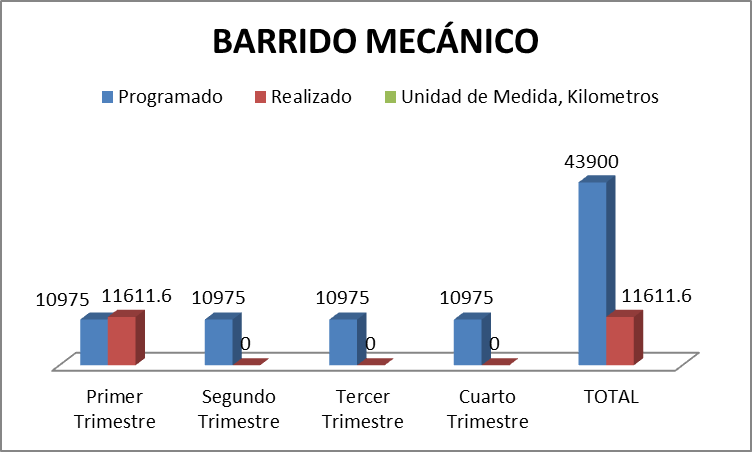 BARRIDO MECÁNICO
Programado Realizado Unidad de Medida, Kilometros
43900
10975 11611.6 10975 0 10975 0 10975 0 11611.6
Primer Segundo Tercer Cuarto TOTAL
Trimestre Trimestre Trimestre Trimestre